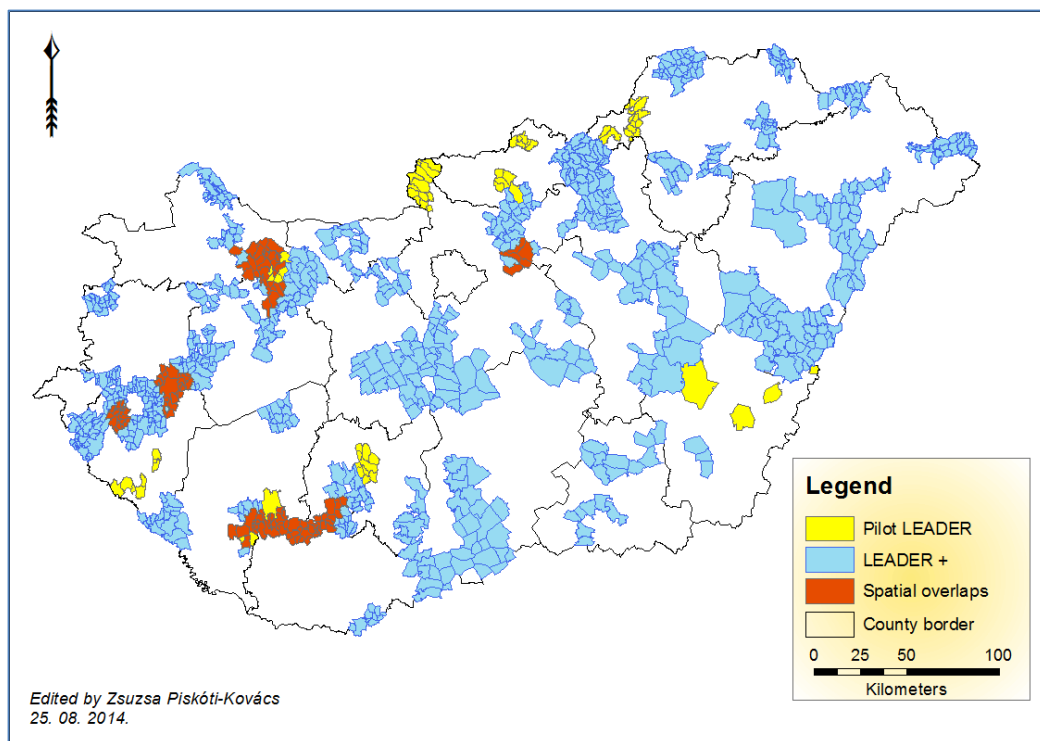 Legend
Pilot LEADER
LEADER +
Spatial overlaps
County border
0 25 50 100
Kilometers
Edited by Zsuzsa Piskóti-Kovács
25. 08. 2014.